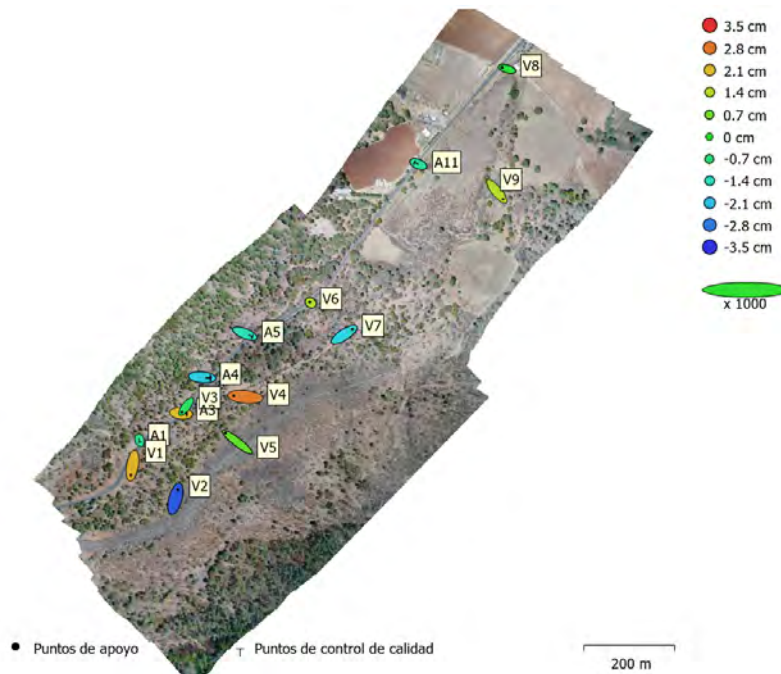 V8
A11
V9
V6
A5
V7
A4
V3
V4
A3
A1
V5
V1
V2
3.5 cm
2.8 cm
2.1 cm
1.4 cm
0.7 cm
0 cm
-0.7 cm
-1.4 cm
-2.1 cm
-2.8 cm
-3.5 cm
x 1000
Puntos de apoyo
Puntos de control de calidad
200 m